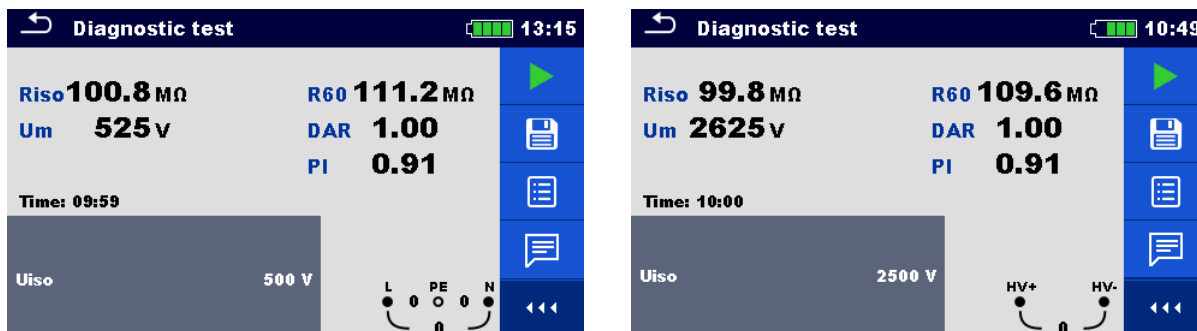 Diagnostic test 13:15
Riso 100.8 MΩ R60 111.2 MΩ
Um 525 V DAR 1.00
PI 0.91
Time: 09:59
Uiso 500 V
L PE N
0 0
0
Diagnostic test 10:49
Riso 99.8 MΩ R60 109.6 MΩ
Um 2625 V DAR 1.00
PI 0.91
Time: 10:00
Uiso 2500 V
HV+ HV-
0